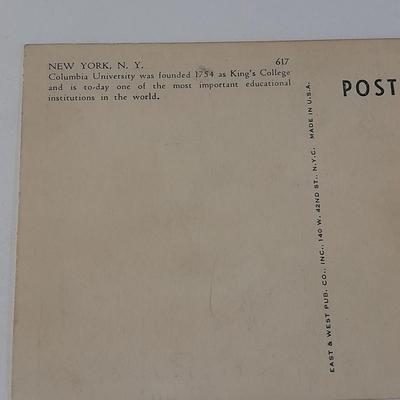 NEW YORK, N. Y. 617
Columbia University was founded 1754 as King's College
and is to-day one of the most important educational
institutions in the world.
POST
EAST & WEST PUB. CO., INC., 140 W. 42ND ST., N.Y.C. MADE IN U.S.A.